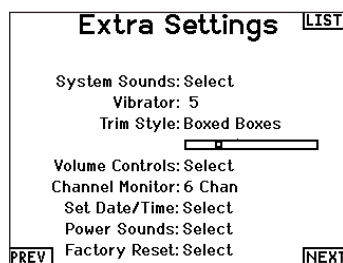 Extra Settings LIST
System Sounds: Select
Vibrator: 5
Trim Style: Boxed Boxes
Volume Controls: Select
Channel Monitor: 6 Chan
Set Date/Time: Select
Power Sounds: Select
PREV Factory Reset: Select NEXT